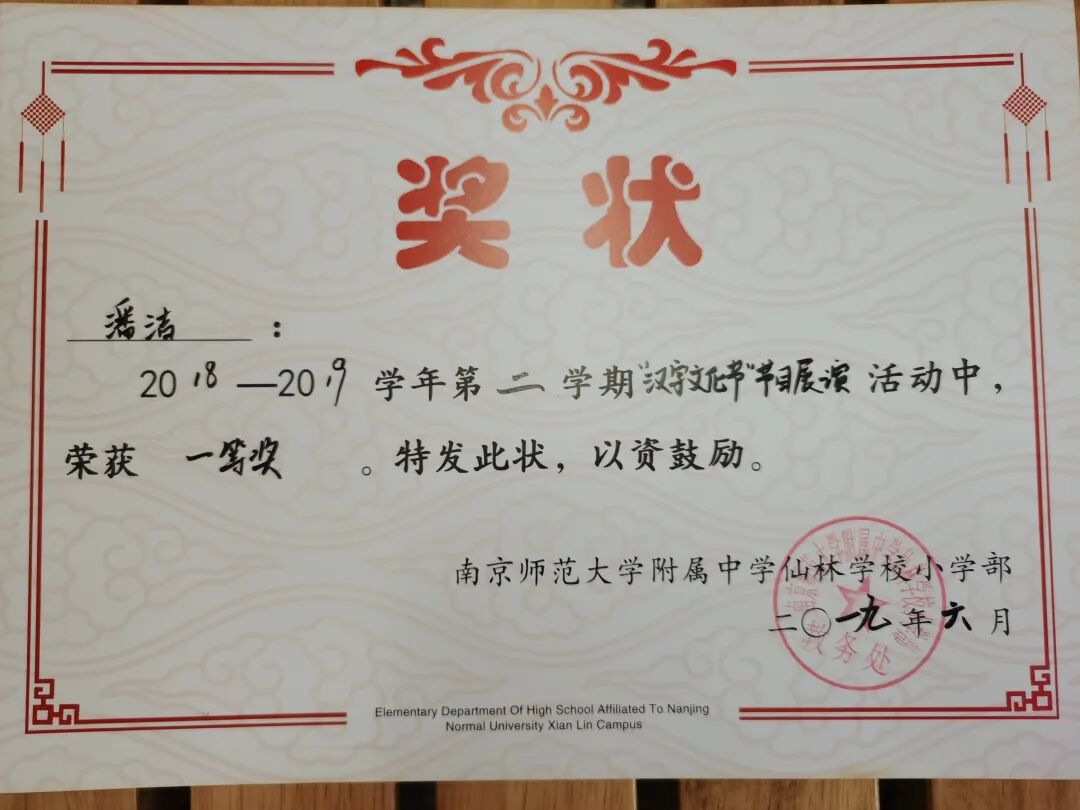 奖状
潘洁：
2018—2019学年第二学期“汉字文化节”节目展演活动中，
荣获 一等奖 。特发此状，以资鼓励。
南京师范大学附属中学仙林学校小学部
二〇一九年六月
教务处
Elementary Department Of High School Affiliated To Nanjing
Normal University Xian Lin Campus